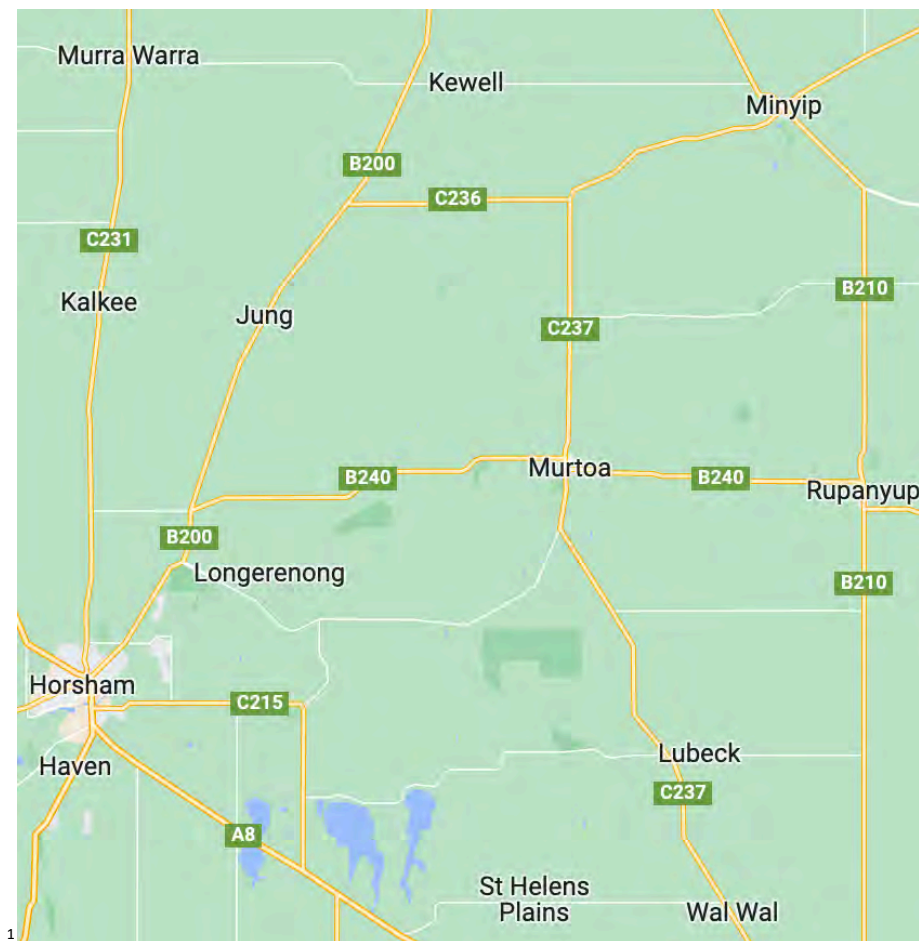 Murra Warra
Kewell
Minyip
B200
C236
C231
B210
Kalkee
Jung
C237
Murtoa
B240
B240
Rupanyup
B200
Longerenong
B210
Horsham
C215
Lubeck
Haven
C237
A8
St Helens
Plains
Wal Wal
1